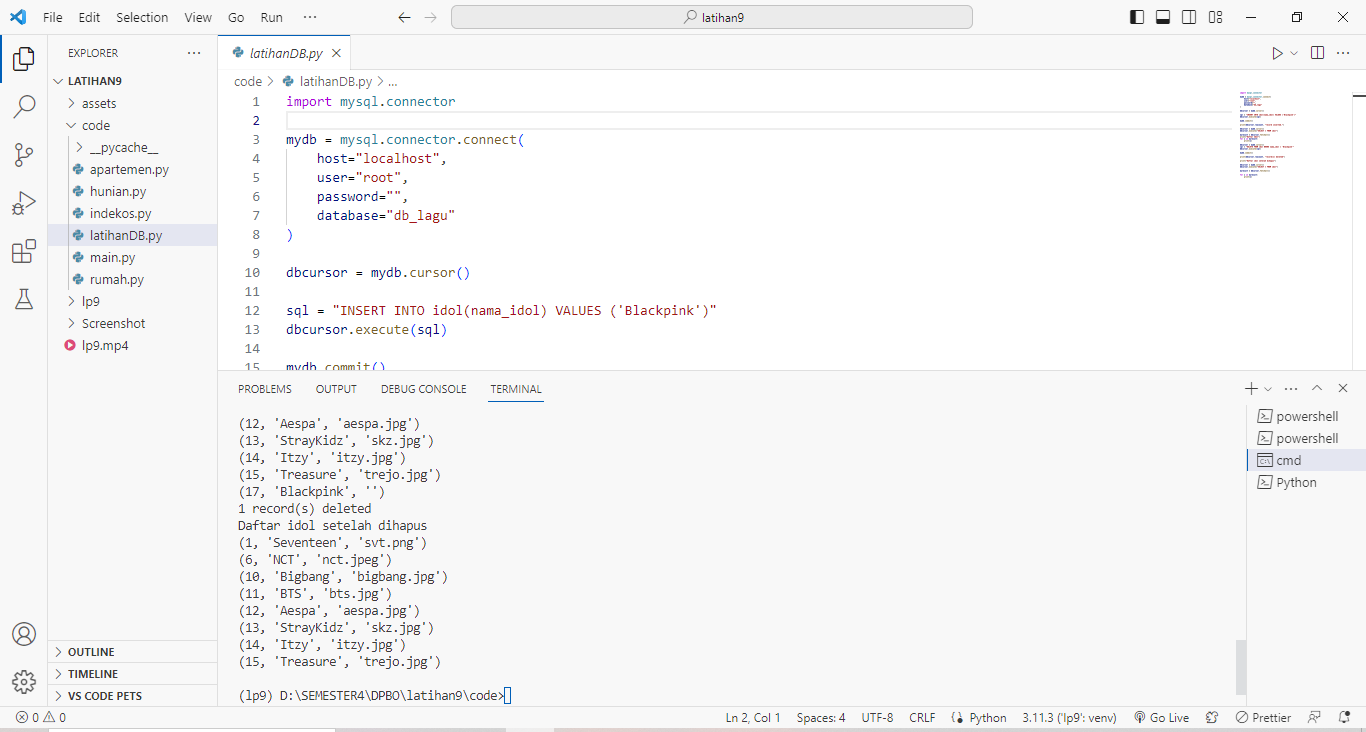 File Edit Selection View Go Run ··· latihan9
EXPLORER ···
LATIHAN9
assets
code
__pycache__
apartemen.py
hunian.py
indekos.py
latihanDB.py
main.py
rumah.py
lp9
Screenshot
lp9.mp4
OUTLINE
TIMELINE
VS CODE PETS
latihanDB.py
code > latihanDB.py > ...
1 import mysql.connector
2
3 mydb = mysql.connector.connect(
4 host="localhost",
5 user="root",
6 password="",
7 database="db_lagu"
8 )
9
10 dbcursor = mydb.cursor()
11
12 sql = "INSERT INTO idol(nama_idol) VALUES ('Blackpink')"
13 dbcursor.execute(sql)
14
15 mydb.commit()
PROBLEMS OUTPUT DEBUG CONSOLE TERMINAL
(12, 'Aespa', 'aespa.jpg')
(13, 'StrayKidz', 'skz.jpg')
(14, 'Itzy', 'itzy.jpg')
(15, 'Treasure', 'trejo.jpg')
(17, 'Blackpink', '')
1 record(s) deleted
Daftar idol setelah dihapus
(1, 'Seventeen', 'svt.png')
(6, 'NCT', 'nct.jpeg')
(10, 'Bigbang', 'bigbang.jpg')
(11, 'BTS', 'bts.jpg')
(12, 'Aespa', 'aespa.jpg')
(13, 'StrayKidz', 'skz.jpg')
(14, 'Itzy', 'itzy.jpg')
(15, 'Treasure', 'trejo.jpg')
(lp9) D:\SEMESTER4\DPBO\latihan9\code>
powershell
powershell
cmd
Python
0 0 Ln 2, Col 1 Spaces: 4 UTF-8 CRLF Python 3.11.3 ('lp9': venv) Go Live Prettier